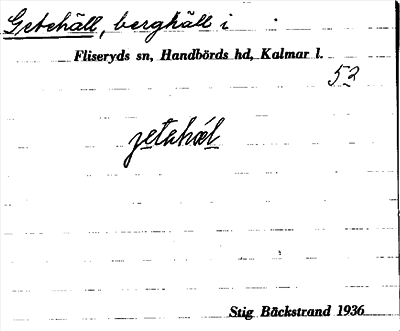 Getehäll, berghäll i
Fliseryds sn, Handbörds hd, Kalmar l.
52
jetahäl
Stig Bäckstrand 1936